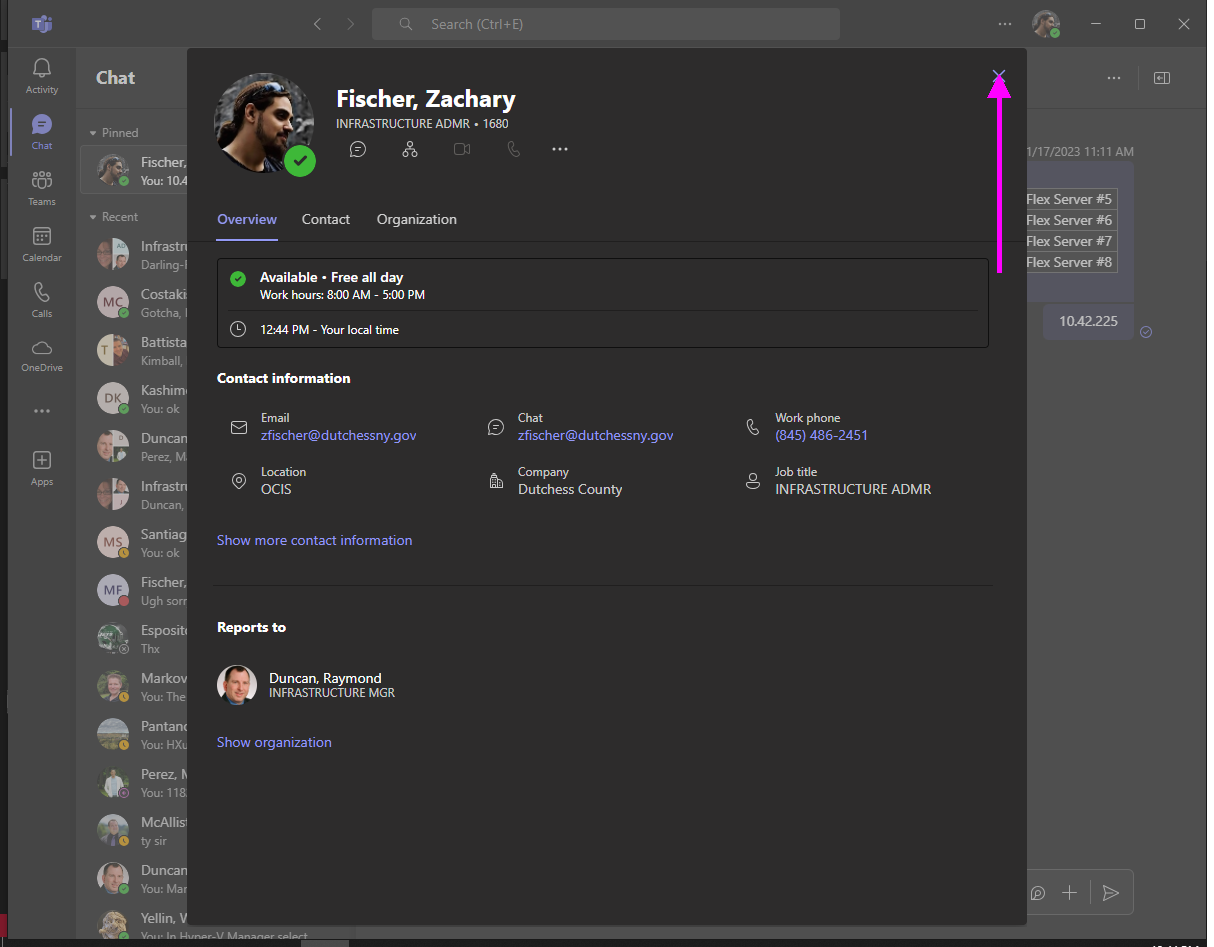 Search (Ctrl+E)
Activity
Chat
Teams
Calendar
Calls
OneDrive
Apps
Chat
Pinned
Fischer,
You: 10.4
Recent
Infrastru
Darling-
MC
Costaki
Gotcha,
T
Battista
Kimball,
DK
Kashim
You: ok
D
Duncan
Perez, M
Infrastru
Duncan,
MS
Santiag
You: ok
MF
Fischer,
Ugh sorr
Esposito
Thx
Markov
You: The
Pantano
You: HXu
Perez, M
You: 118.
McAllist
ty sir
Duncan
You: Mar
Yellin, W
You: In Hyper-V Manager select
Fischer, Zachary
INFRASTRUCTURE ADMR • 1680
Overview
Contact
Organization
Available • Free all day
Work hours: 8:00 AM - 5:00 PM
12:44 PM - Your local time
Contact information
Email
zfischer@dutchessny.gov
Chat
zfischer@dutchessny.gov
Work phone
(845) 486-2451
Location
OCIS
Company
Dutchess County
Job title
INFRASTRUCTURE ADMR
Show more contact information
Reports to
Duncan, Raymond
INFRASTRUCTURE MGR
Show organization
1/17/2023 11:11 AM
Flex Server #5
Flex Server #6
Flex Server #7
Flex Server #8
10.42.225